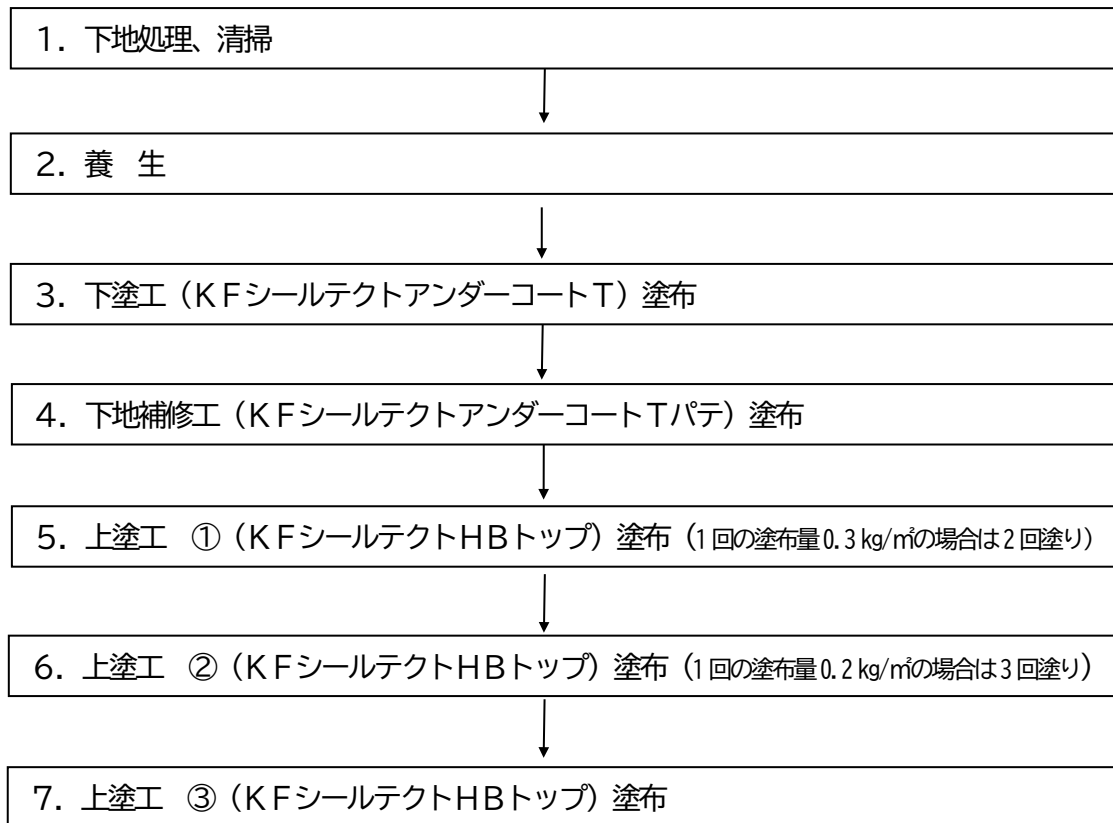 １．下地処理、清掃
２．養　生
３．下塗工（ＫＦシールテクトアンダーコートＴ）塗布
４．下地補修工（ＫＦシールテクトアンダーコートＴパテ）塗布
５．上塗工　①（ＫＦシールテクトＨＢトップ）塗布（1回の塗布量0.3㎏/㎡の場合は2回塗り）
６．上塗工　②（ＫＦシールテクトＨＢトップ）塗布（1回の塗布量0.2㎏/㎡の場合は3回塗り）
７．上塗工　③（ＫＦシールテクトＨＢトップ）塗布